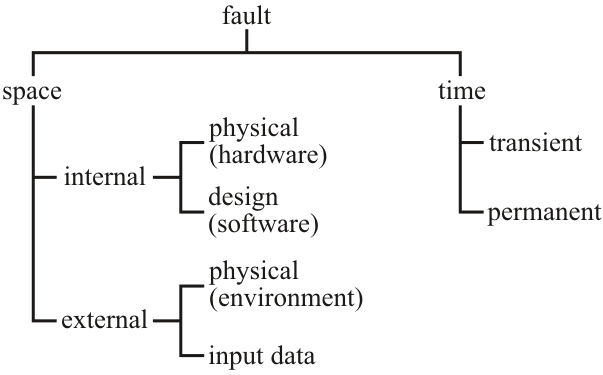 fault
space
time
physical
(hardware)
transient
internal
design
(software)
permanent
physical
(environment)
external
input data